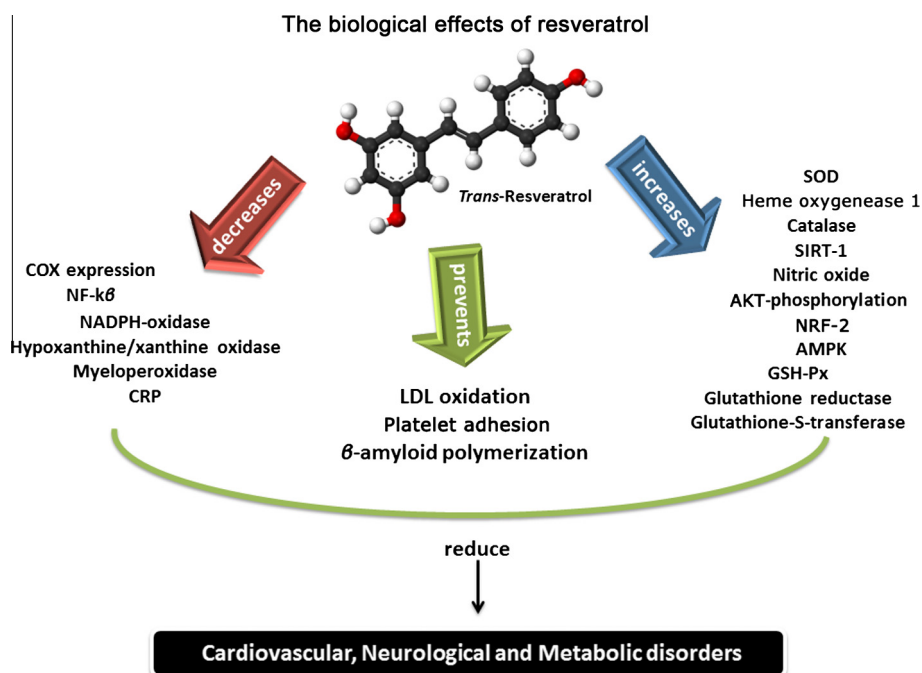 The biological effects of resveratrol
Trans-Resveratrol
decreases
COX expression
NF-kβ
NADPH-oxidase
Hypoxanthine/xanthine oxidase
Myeloperoxidase
CRP
prevents
LDL oxidation
Platelet adhesion
β-amyloid polymerization
increases
SOD
Heme oxygenease 1
Catalase
SIRT-1
Nitric oxide
AKT-phosphorylation
NRF-2
AMPK
GSH-Px
Glutathione reductase
Glutathione-S-transferase
reduce
Cardiovascular, Neurological and Metabolic disorders